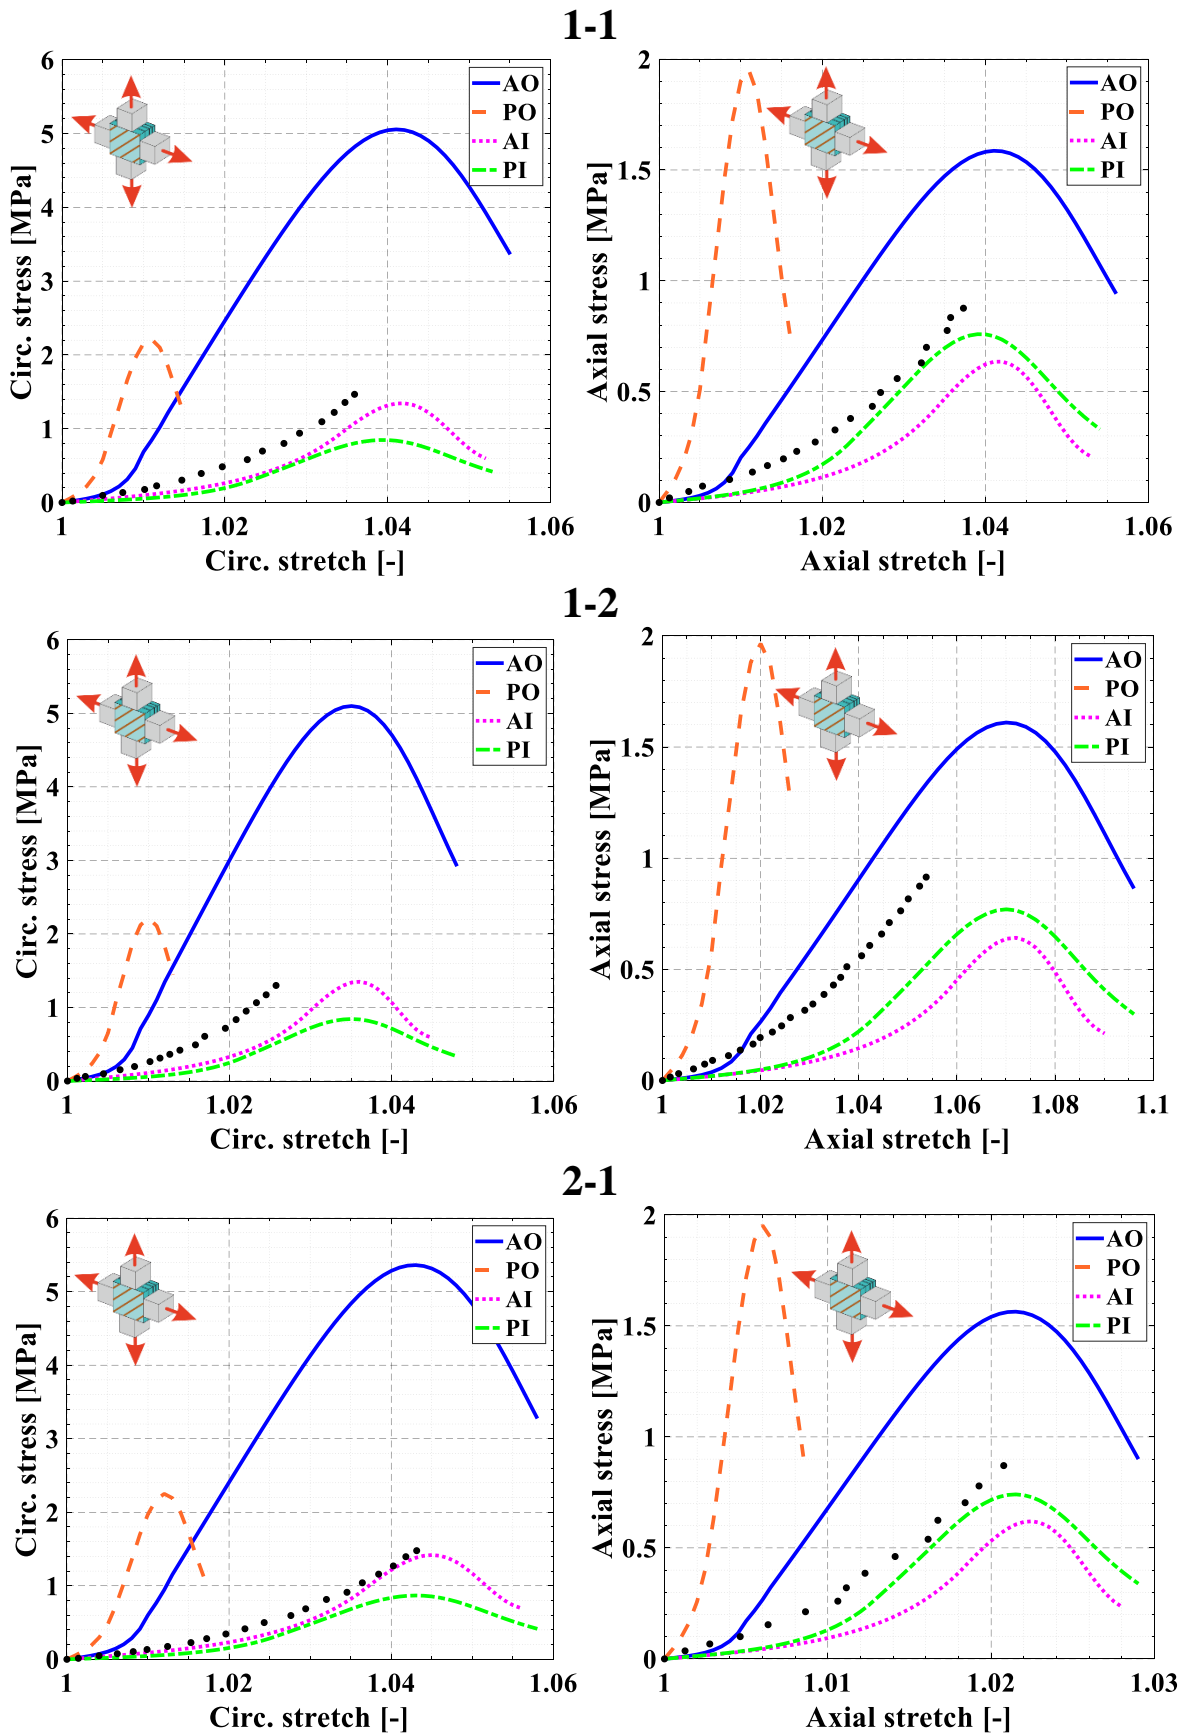 1-1
Circ. stress [MPa]
6
5
4
3
2
1
0
1
1.02
1.04
1.06
Circ. stretch [-]
AO
PO
AI
PI
Axial stress [MPa]
2
1.5
1
0.5
0
1
1.02
1.04
1.06
Axial stretch [-]
AO
PO
AI
PI
1-2
Circ. stress [MPa]
6
5
4
3
2
1
0
1
1.02
1.04
1.06
Circ. stretch [-]
AO
PO
AI
PI
Axial stress [MPa]
2
1.5
1
0.5
0
1
1.02
1.04
1.06
1.08
1.1
Axial stretch [-]
AO
PO
AI
PI
2-1
Circ. stress [MPa]
6
5
4
3
2
1
0
1
1.02
1.04
1.06
Circ. stretch [-]
AO
PO
AI
PI
Axial stress [MPa]
2
1.5
1
0.5
0
1
1.01
1.02
1.03
Axial stretch [-]
AO
PO
AI
PI